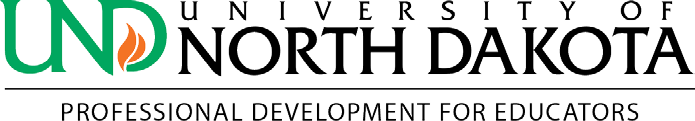 UND UNIVERSITY OF
NORTH DAKOTA
PROFESSIONAL DEVELOPMENT FOR EDUCATORS